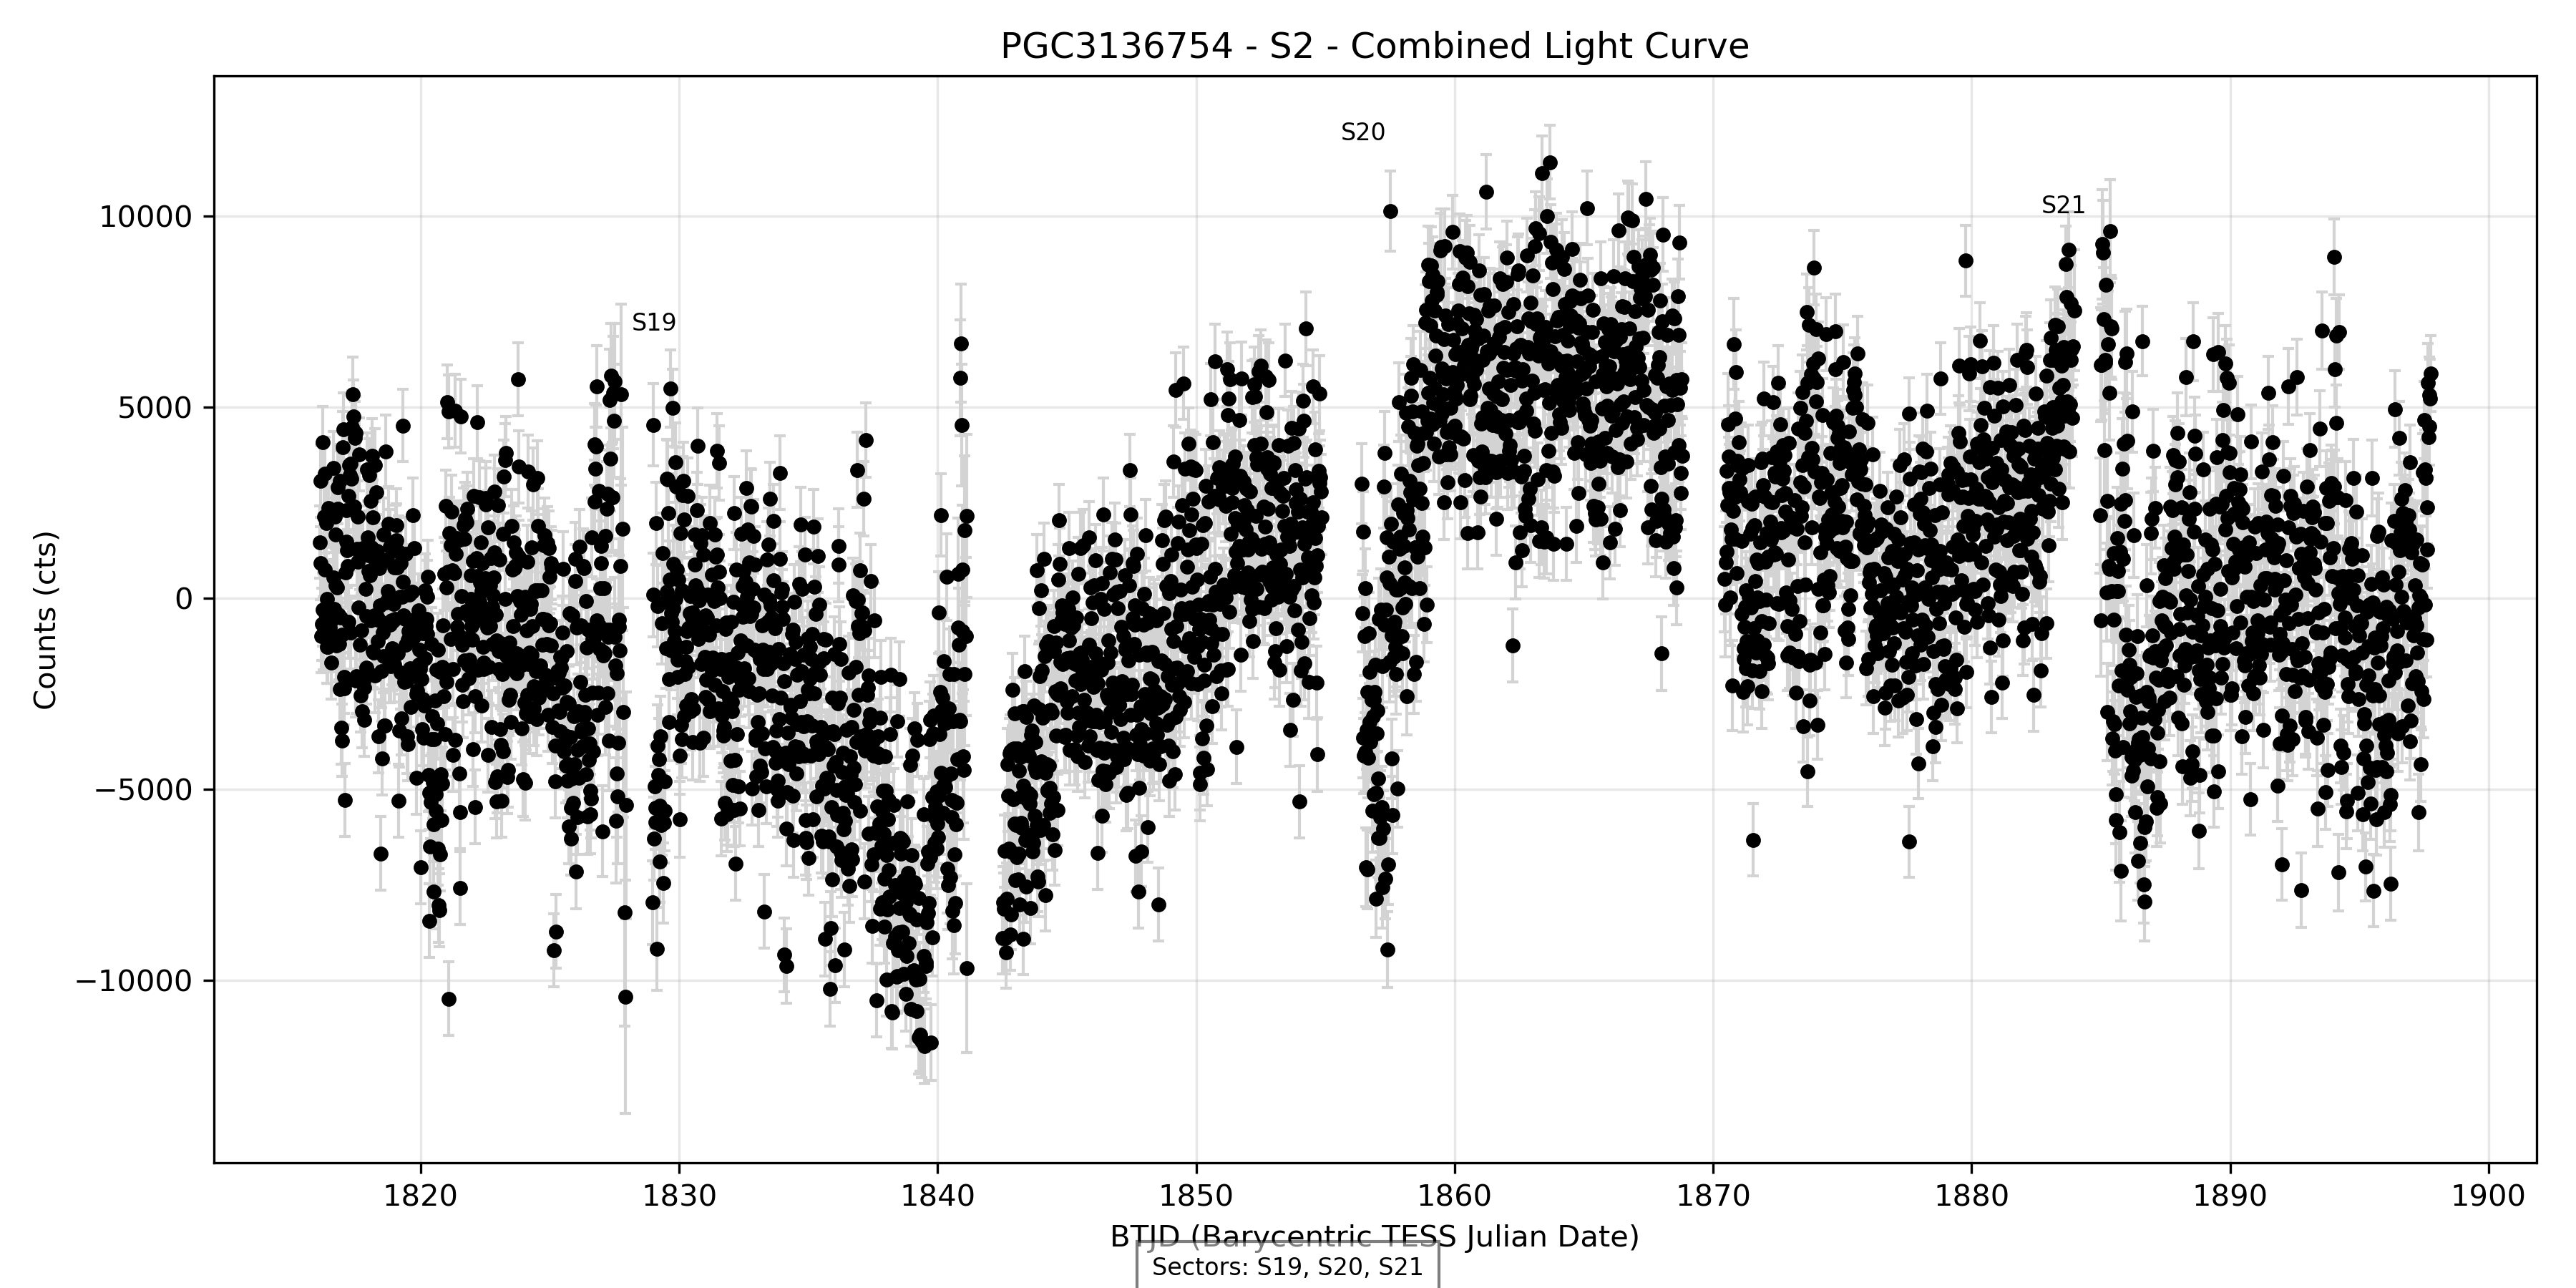 PGC3136754 - S2 - Combined Light Curve
S20
S21
S19
10000
5000
0
−5000
−10000
Counts (cts)
1820 1830 1840 1850 1860 1870 1880 1890 1900
BTJD (Barycentric TESS Julian Date)
Sectors: S19, S20, S21